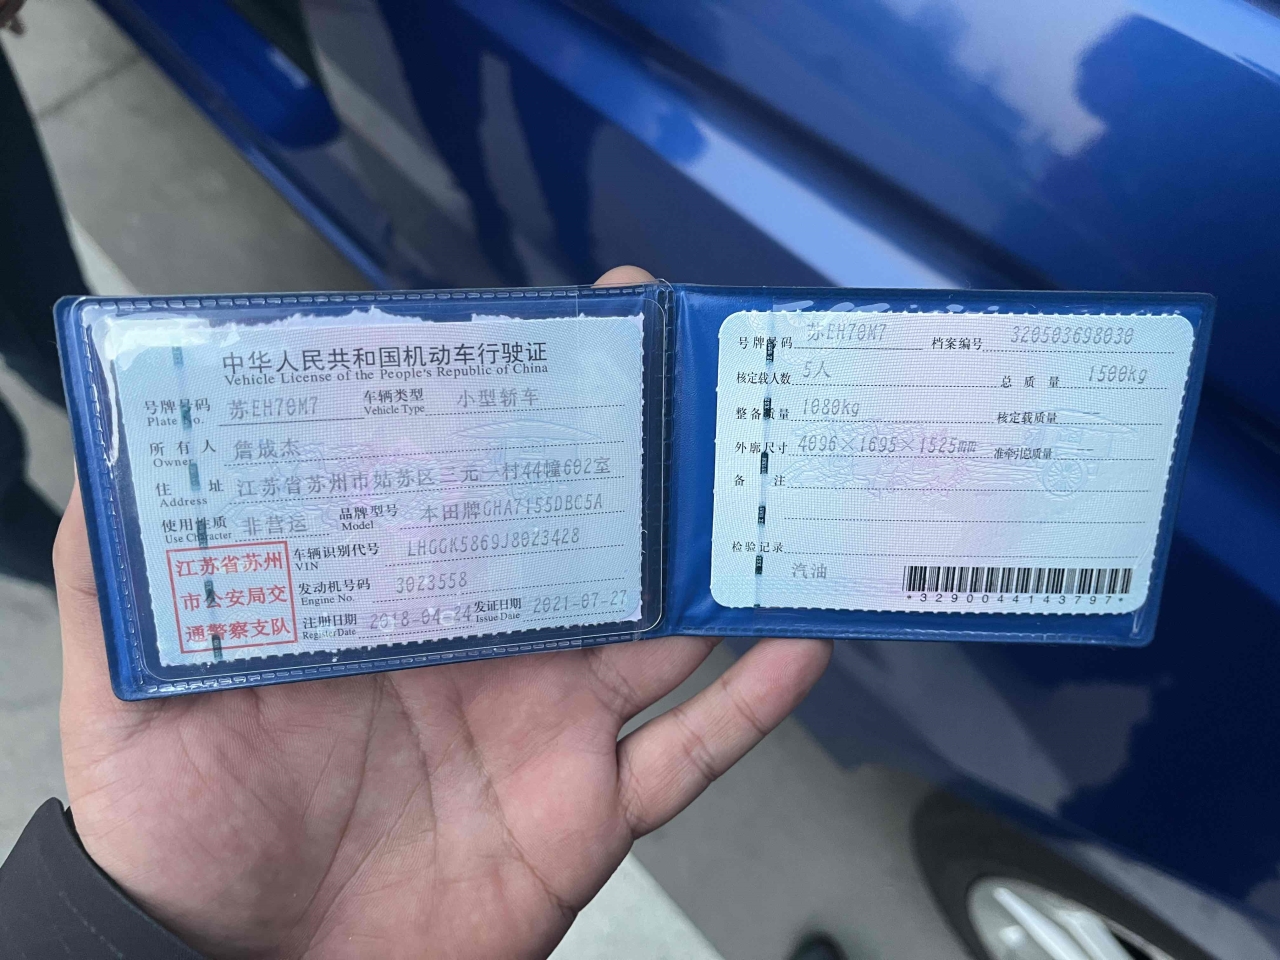 中华人民共和国机动车行驶证
Vehicle License of the People's Republic of China
号牌号码 苏EH70M7 车辆类型 小型轿车
Plate No. Vehicle Type
所有人 詹成杰
Owner
住址 江苏省苏州市姑苏区三元一村44幢602室
Address
使用性质 非营运 品牌型号 本田牌GHA7155DBC5A
Use Character Model
江苏省苏州
市公安局交
通警察支队
车辆识别代号 LHGGK5869J8023428
VIN
发动机号码 3023558
Engine No.
注册日期 2018-04-24 发证日期 2021-07-27
Register Date Issue Date
号牌号码 苏EH70M7 档案编号 320503698030
核定载人数 5人 总质量 1500kg
整备质量 1080kg 核定载质量 --
外廓尺寸 4096×1695×1525mm 准牵引总质量 --
备注
检验记录
汽油
*3290044143797*